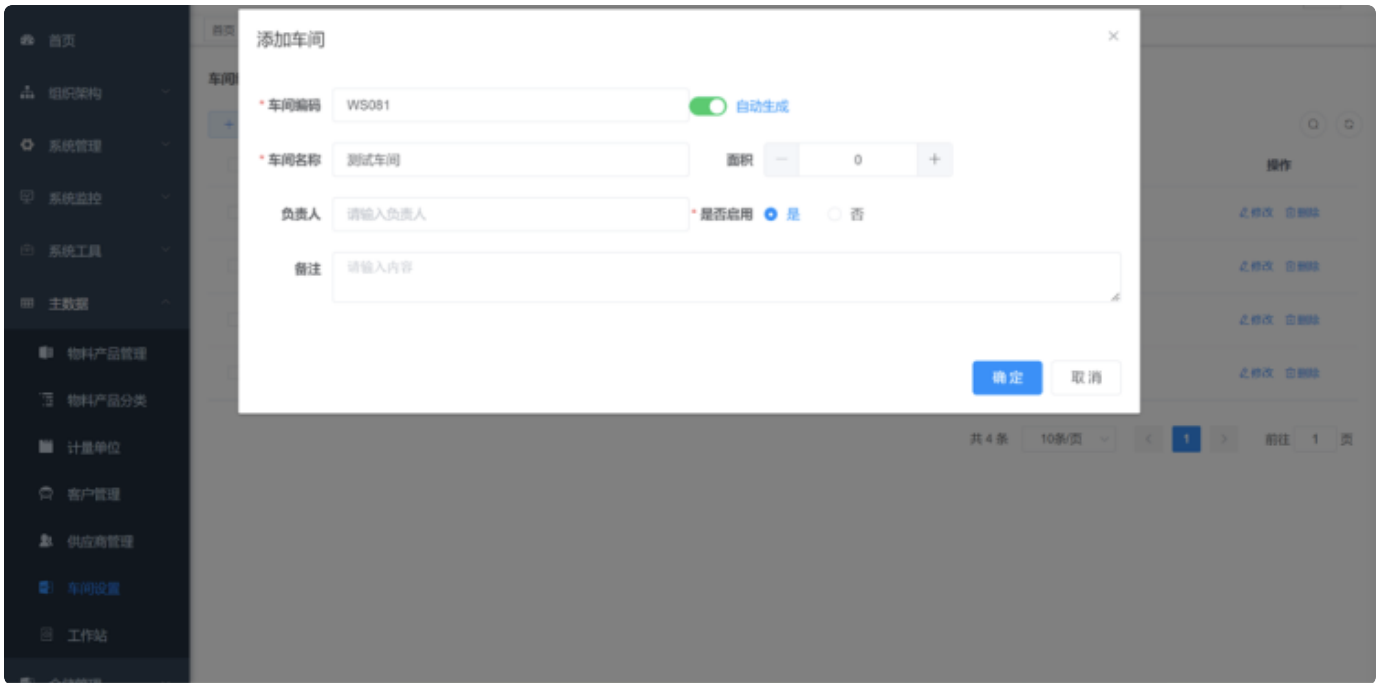 首页
组织架构
系统管理
系统监控
系统工具
主数据
物料产品管理
物料产品分类
计量单位
客户管理
供应商管理
车间设置
工作站
首页
车间
添加车间
* 车间编码 WS081 自动生成
* 车间名称 测试车间 面积 0
负责人 请输入负责人 * 是否启用 是 否
备注 请输入内容
确定 取消
操作
修改 删除
修改 删除
修改 删除
修改 删除
共 4 条 10条/页 1 前往 1 页